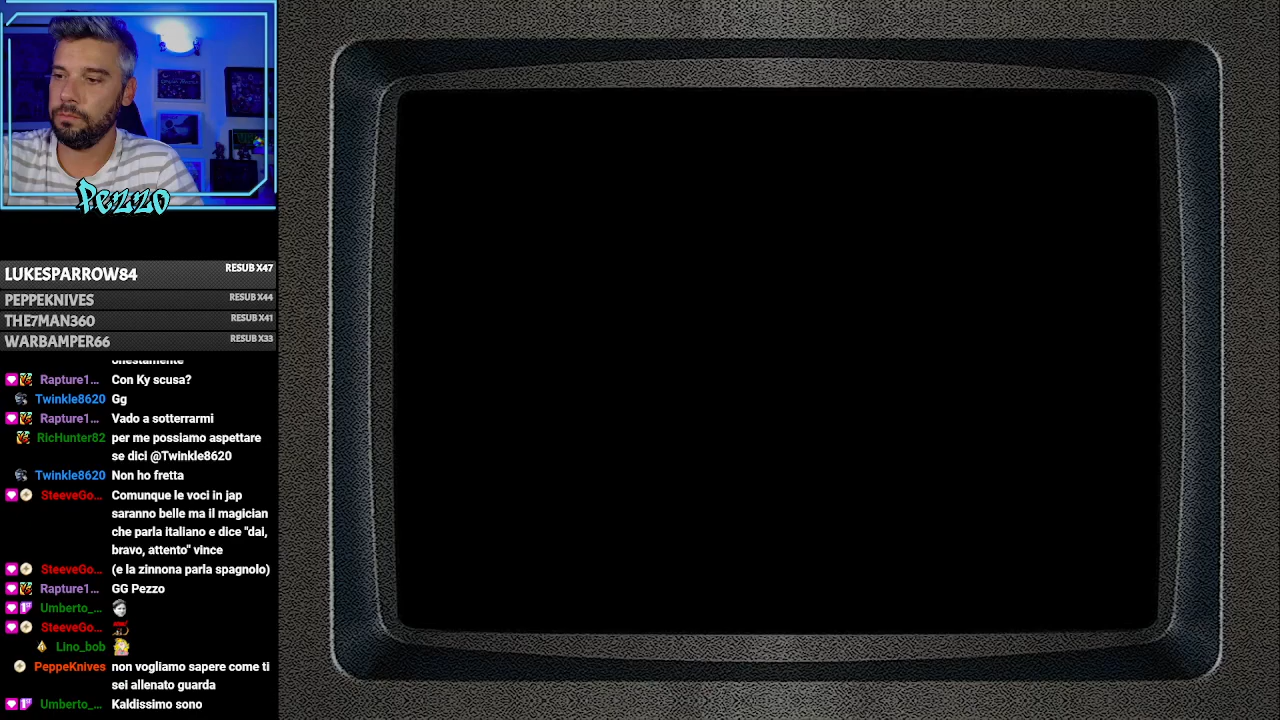 Pezzo
LUKESPARROW84 RESUB X47
PEPPEKNIVES RESUB X44
THE7MAN360 RESUB X41
WARBAMPER66 RESUB X33
onestamente
Rapture1... Con Ky scusa?
Twinkle8620 Gg
Rapture1... Vado a sotterrarmi
RicHunter82 per me possiamo aspettare
se dici @Twinkle8620
Twinkle8620 Non ho fretta
SteeveGo... Comunque le voci in jap
saranno belle ma il magician
che parla italiano e dice "dai,
bravo, attento" vince
SteeveGo... (e la zinnona parla spagnolo)
Rapture1... GG Pezzo
Umberto_...
SteeveGo...
Lino_bob
PeppeKnives non vogliamo sapere come ti
sei allenato guarda
Umberto_... Kaldissimo sono